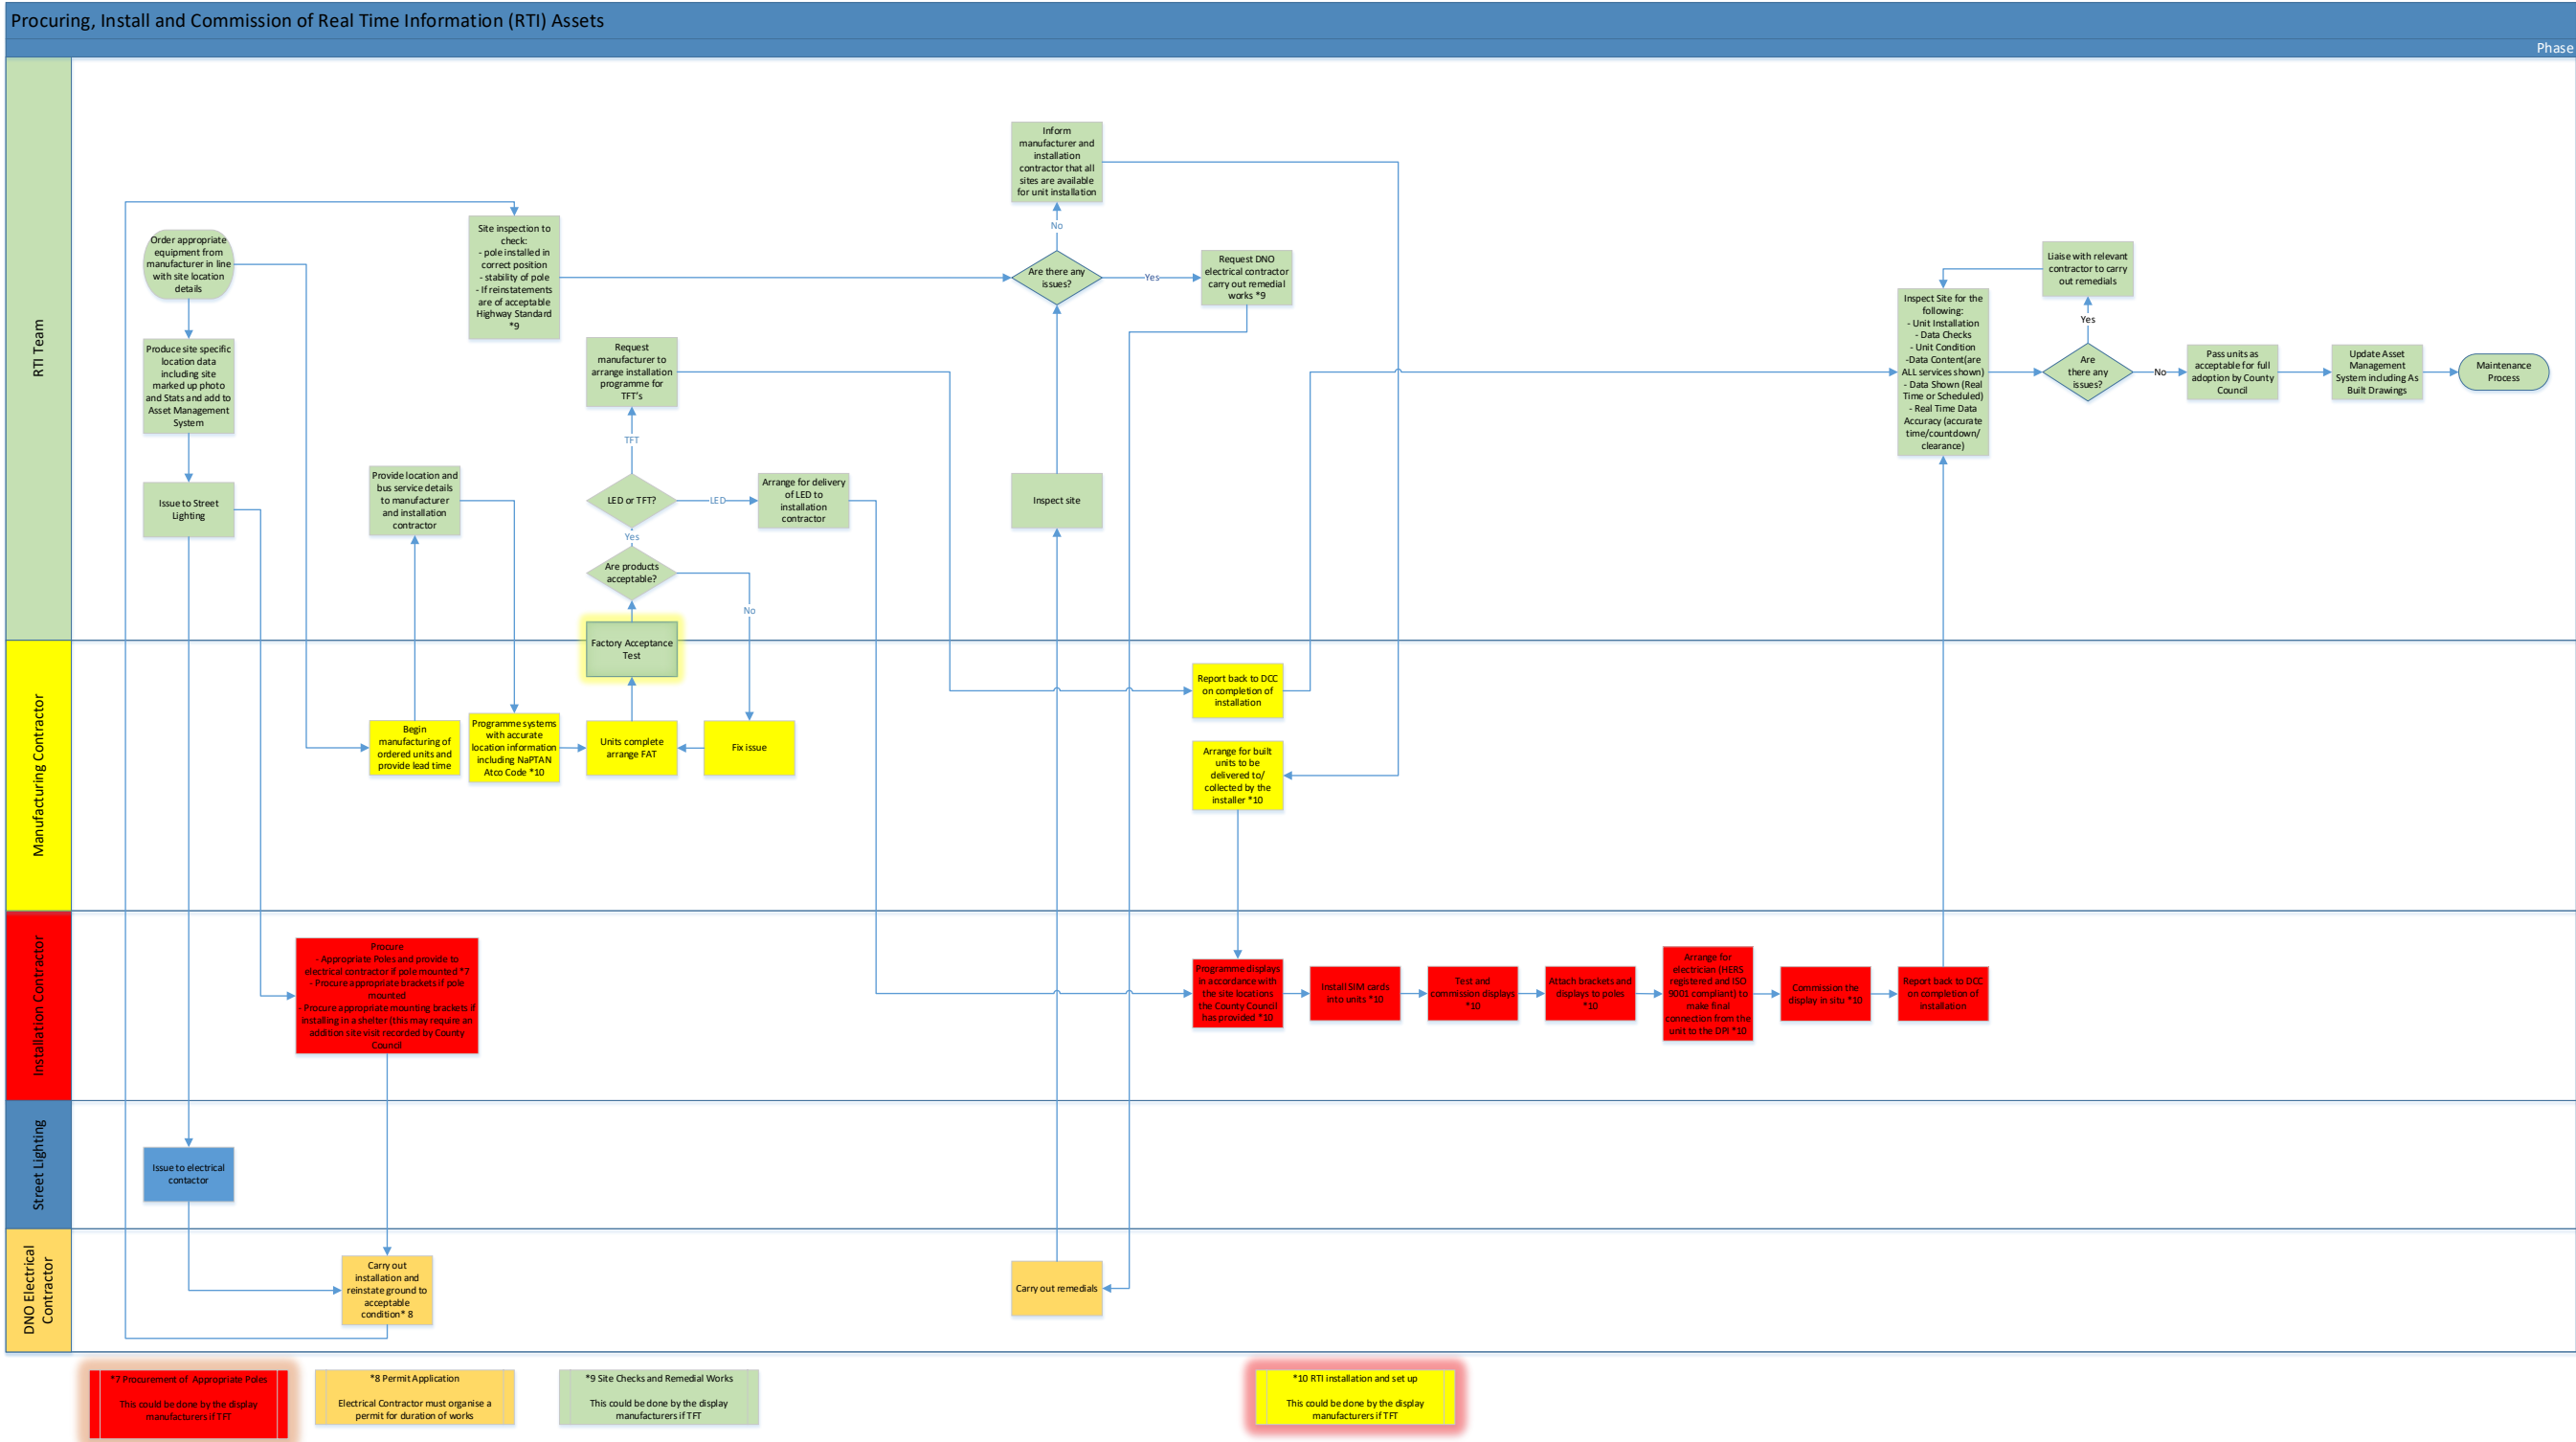 Procuring, Install and Commission of Real Time Information (RTI) Assets
Phase
RTI Team
Manufacturing Contractor
Installation Contractor
Street Lighting
DNO Electrical
Contractor
Order appropriate
equipment from
manufacturer in line
with site location
details
Produce site specific
location data
including site
marked up photo
and Stats and add to
Asset Management
System
Issue to Street
Lighting
Provide location and
bus service details
to manufacturer
and installation
contractor
Site inspection to
check:
- pole installed in
correct position
- stability of pole
- If reinstatements
are of acceptable
Highway Standard
*9
Request
manufacturer to
arrange installation
programme for
TFT's
TFT
LED or TFT?
LED
Arrange for delivery
of LED to
installation
contractor
Yes
Are products
acceptable?
No
Factory Acceptance
Test
Inform
manufacturer and
installation
contractor that all
sites are available
for unit installation
No
Are there any
issues?
Yes
Request DNO
electrical contractor
carry out remedial
works *9
Inspect site
Inspect Site for the
following:
- Unit Installation
- Data Checks
- Unit Condition
-Data Content(are
ALL services shown)
- Data Shown (Real
Time or Scheduled)
- Real Time Data
Accuracy (accurate
time/countdown/
clearance)
Liaise with relevant
contractor to carry
out remedials
Yes
Are
there any
issues?
No
Pass units as
acceptable for full
adoption by County
Council
Update Asset
Management
System including As
Built Drawings
Maintenance
Process
Begin
manufacturing of
ordered units and
provide lead time
Programme systems
with accurate
location information
including NaPTAN
Atco Code *10
Units complete
arrange FAT
Fix issue
Report back to DCC
on completion of
installation
Arrange for built
units to be
delivered to/
collected by the
installer *10
Procure
- Appropriate Poles and provide to
electrical contractor if pole mounted *7
- Procure appropriate brackets if pole
mounted
- Procure appropriate mounting brackets if
installing in a shelter (this may require an
addition site visit recorded by County
Council
Programme displays
in accordance with
the site locations
the County Council
has provided *10
Install SIM cards
into units *10
Test and
commission displays
*10
Attach brackets and
displays to poles
*10
Arrange for
electrician (HERS
registered and ISO
9001 compliant) to
make final
connection from the
unit to the DPI *10
Commission the
display in situ *10
Report back to DCC
on completion of
installation
Issue to electrical
contactor
Carry out
installation and
reinstate ground to
acceptable
condition* 8
Carry out remedials
*7 Procurement of Appropriate Poles
This could be done by the display
manufacturers if TFT
*8 Permit Application
Electrical Contractor must organise a
permit for duration of works
*9 Site Checks and Remedial Works
This could be done by the display
manufacturers if TFT
*10 RTI installation and set up
This could be done by the display
manufacturers if TFT